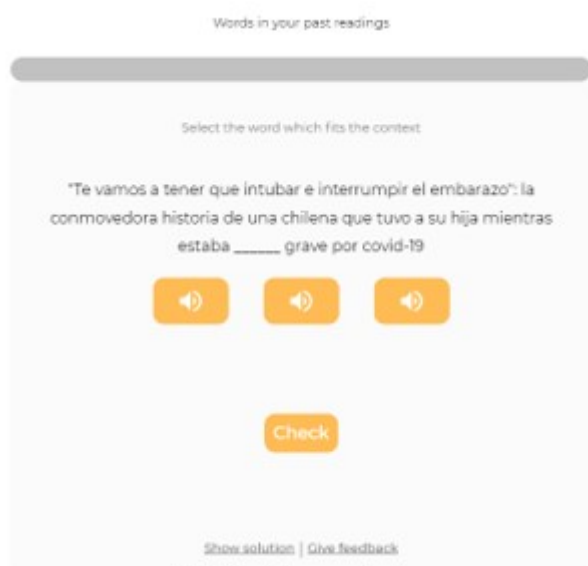 Words in your past readings
Select the word which fits the context
"Te vamos a tener que intubar e interrumpir el embarazo": la
conmovedora historia de una chilena que tuvo a su hija mientras
estaba ______ grave por covid-19
Check
Show solution | Give feedback